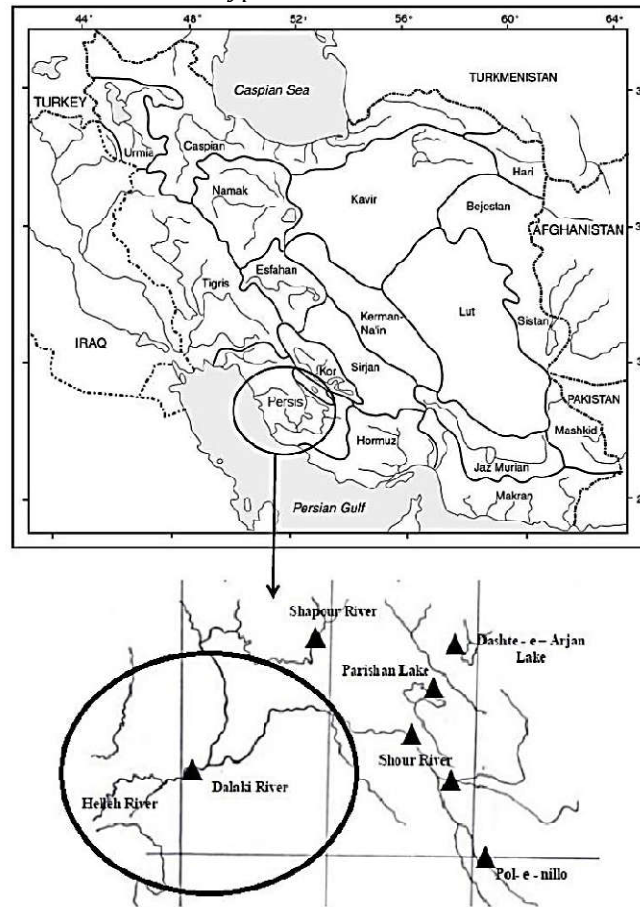 44°
48°
52°
56°
60°
64°
Caspian Sea
TURKMENISTAN
TURKEY
Urmia
Caspian
Hari
Namak
Kavir
Bejostan
AFGHANISTAN
Esfahan
Tigris
Lut
Kerman-
Na'in
Sistan
IRAQ
Kor
Sirjan
PAKISTAN
Persis
Mashkid
Hormuz
Jaz Murian
Makran
Persian Gulf
Shapour River
Dashte - e – Arjan
Lake
Parishan Lake
Shour River
Dalaki River
Helleh River
Pol- e - nillo